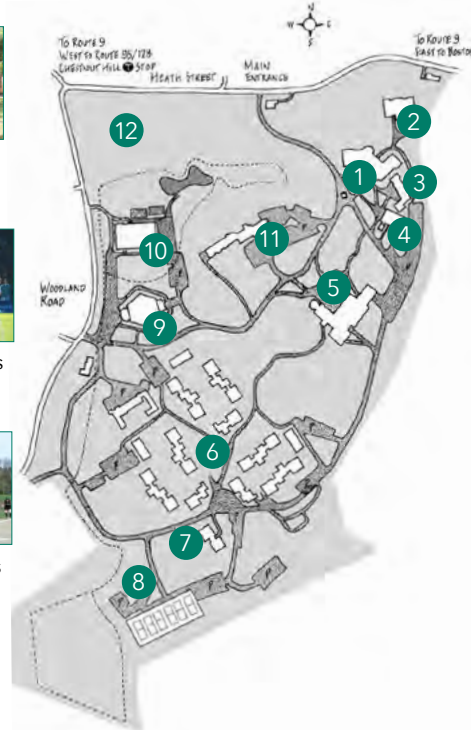 N
W E
S
TO ROUTE 9
WEST TO ROUTE 95/128
CHESTNUT HILL T STOP
HEATH STREET
MAIN
ENTRANCE
TO ROUTE 9
EAST TO BOSTON
12
2
1
3
4
10
11
5
WOODLAND
ROAD
9
s
6
7
8
s
P
P
P
P
P
P
P
P